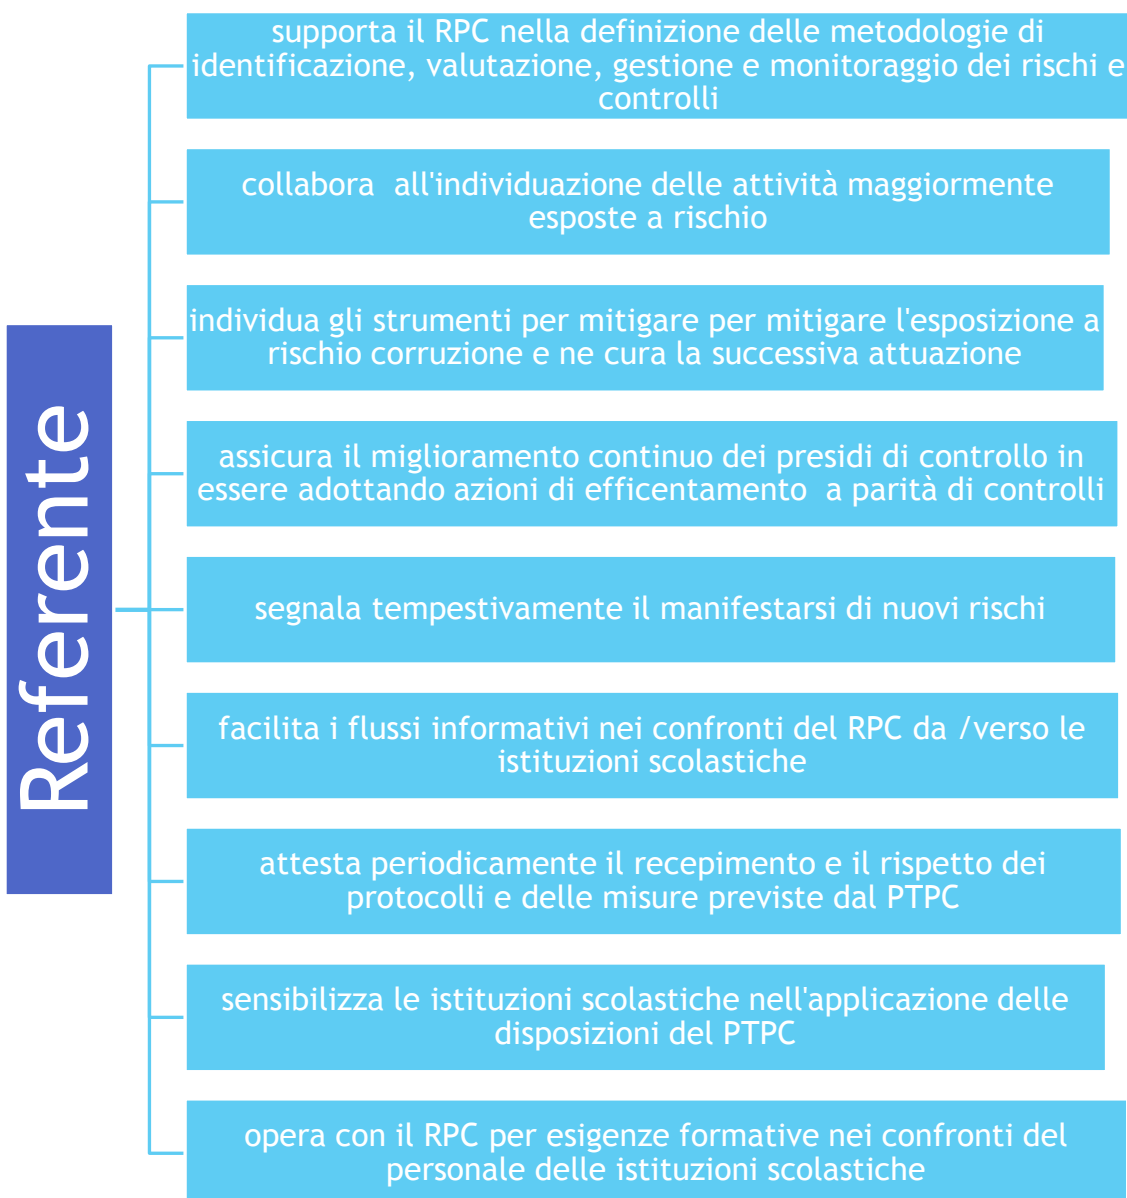 Referente
supporta il RPC nella definizione delle metodologie di
identificazione, valutazione, gestione e monitoraggio dei rischi e
controlli
collabora  all'individuazione delle attività maggiormente
esposte a rischio
individua gli strumenti per mitigare per mitigare l'esposizione a
rischio corruzione e ne cura la successiva attuazione
assicura il miglioramento continuo dei presidi di controllo in
essere adottando azioni di efficentamento  a parità di controlli
segnala tempestivamente il manifestarsi di nuovi rischi
facilita i flussi informativi nei confronti del RPC da /verso le
istituzioni scolastiche
attesta periodicamente il recepimento e il rispetto dei
protocolli e delle misure previste dal PTPC
sensibilizza le istituzioni scolastiche nell'applicazione delle
disposizioni del PTPC
opera con il RPC per esigenze formative nei confronti del
personale delle istituzioni scolastiche